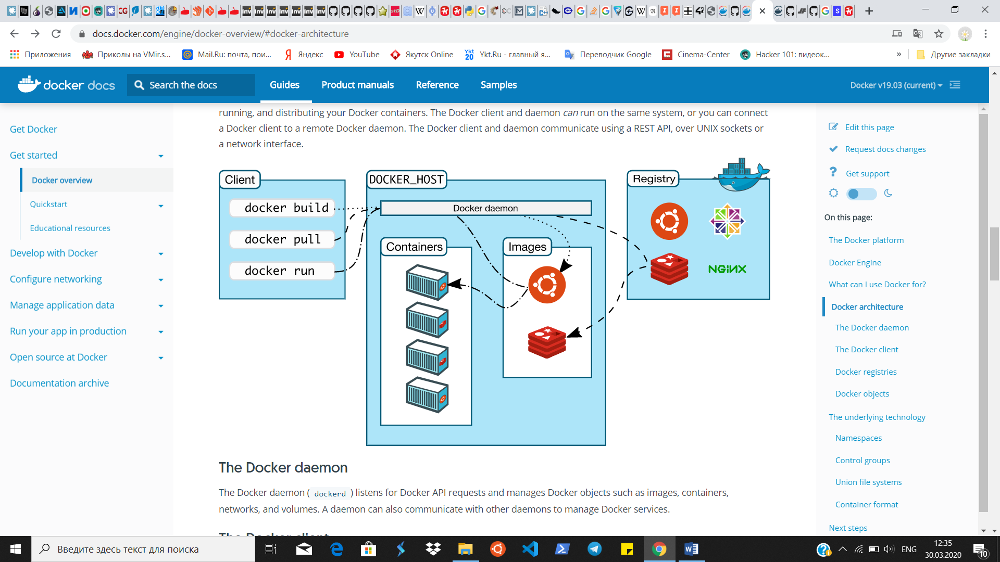 docs.docker.com/engine/docker-overview/#docker-architecture
Приложения
Приколы на VMir.s...
Mail.Ru: почта, пои...
Яндекс
YouTube
Якутск Online
Ykt.Ru - главный я...
Переводчик Google
Cinema-Center
Hacker 101: видеок...
»
Другие закладки
docker docs
Search the docs
Guides
Product manuals
Reference
Samples
Docker v19.03 (current)
Get Docker
Get started
Docker overview
Quickstart
Educational resources
Develop with Docker
Configure networking
Manage application data
Run your app in production
Open source at Docker
Documentation archive
running, and distributing your Docker containers. The Docker client and daemon can run on the same system, or you can connect
a Docker client to a remote Docker daemon. The Docker client and daemon communicate using a REST API, over UNIX sockets or
a network interface.
Client
docker build
docker pull
docker run
DOCKER_HOST
Docker daemon
Containers
Images
Registry
NGINX
The Docker daemon
The Docker daemon ( dockerd ) listens for Docker API requests and manages Docker objects such as images, containers,
networks, and volumes. A daemon can also communicate with other daemons to manage Docker services.
The Docker client
Edit this page
Request docs changes
Get support
On this page:
The Docker platform
Docker Engine
What can I use Docker for?
Docker architecture
The Docker daemon
The Docker client
Docker registries
Docker objects
The underlying technology
Namespaces
Control groups
Union file systems
Container format
Next steps
Введите здесь текст для поиска
ENG
12:35
30.03.2020
10